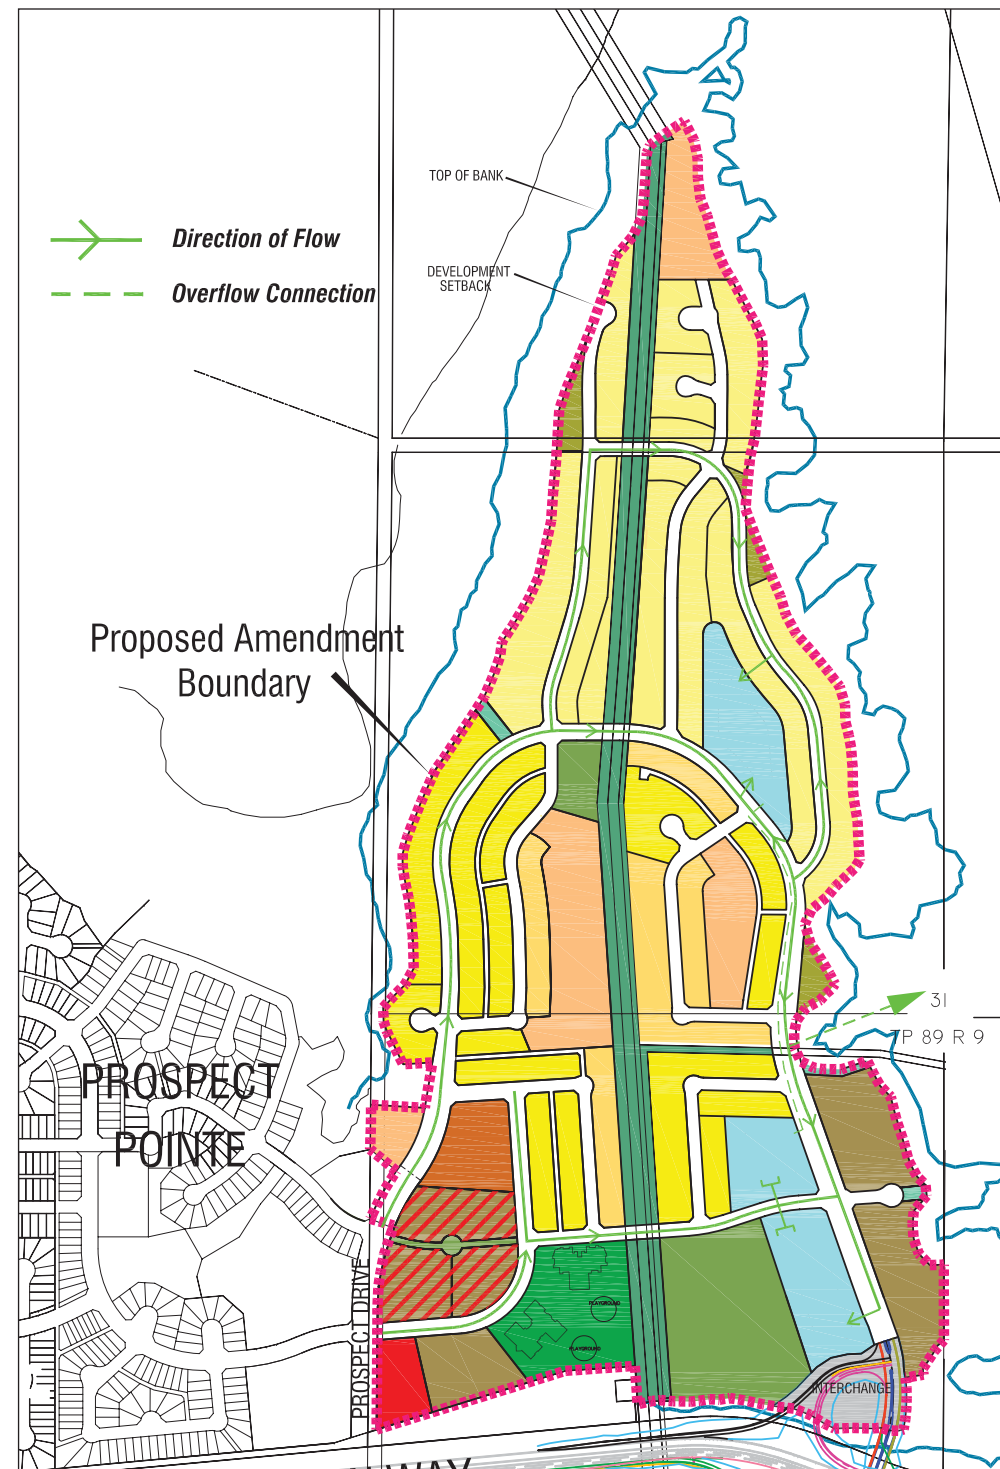 TOP OF BANK
Direction of Flow
DEVELOPMENT
SETBACK
Overflow Connection
Proposed Amendment
Boundary
31
TP 89 R 9
PROSPECT
POINTE
PROSPECT DRIVE
PLAYGROUND
PLAYGROUND
INTERCHANGE
WAY